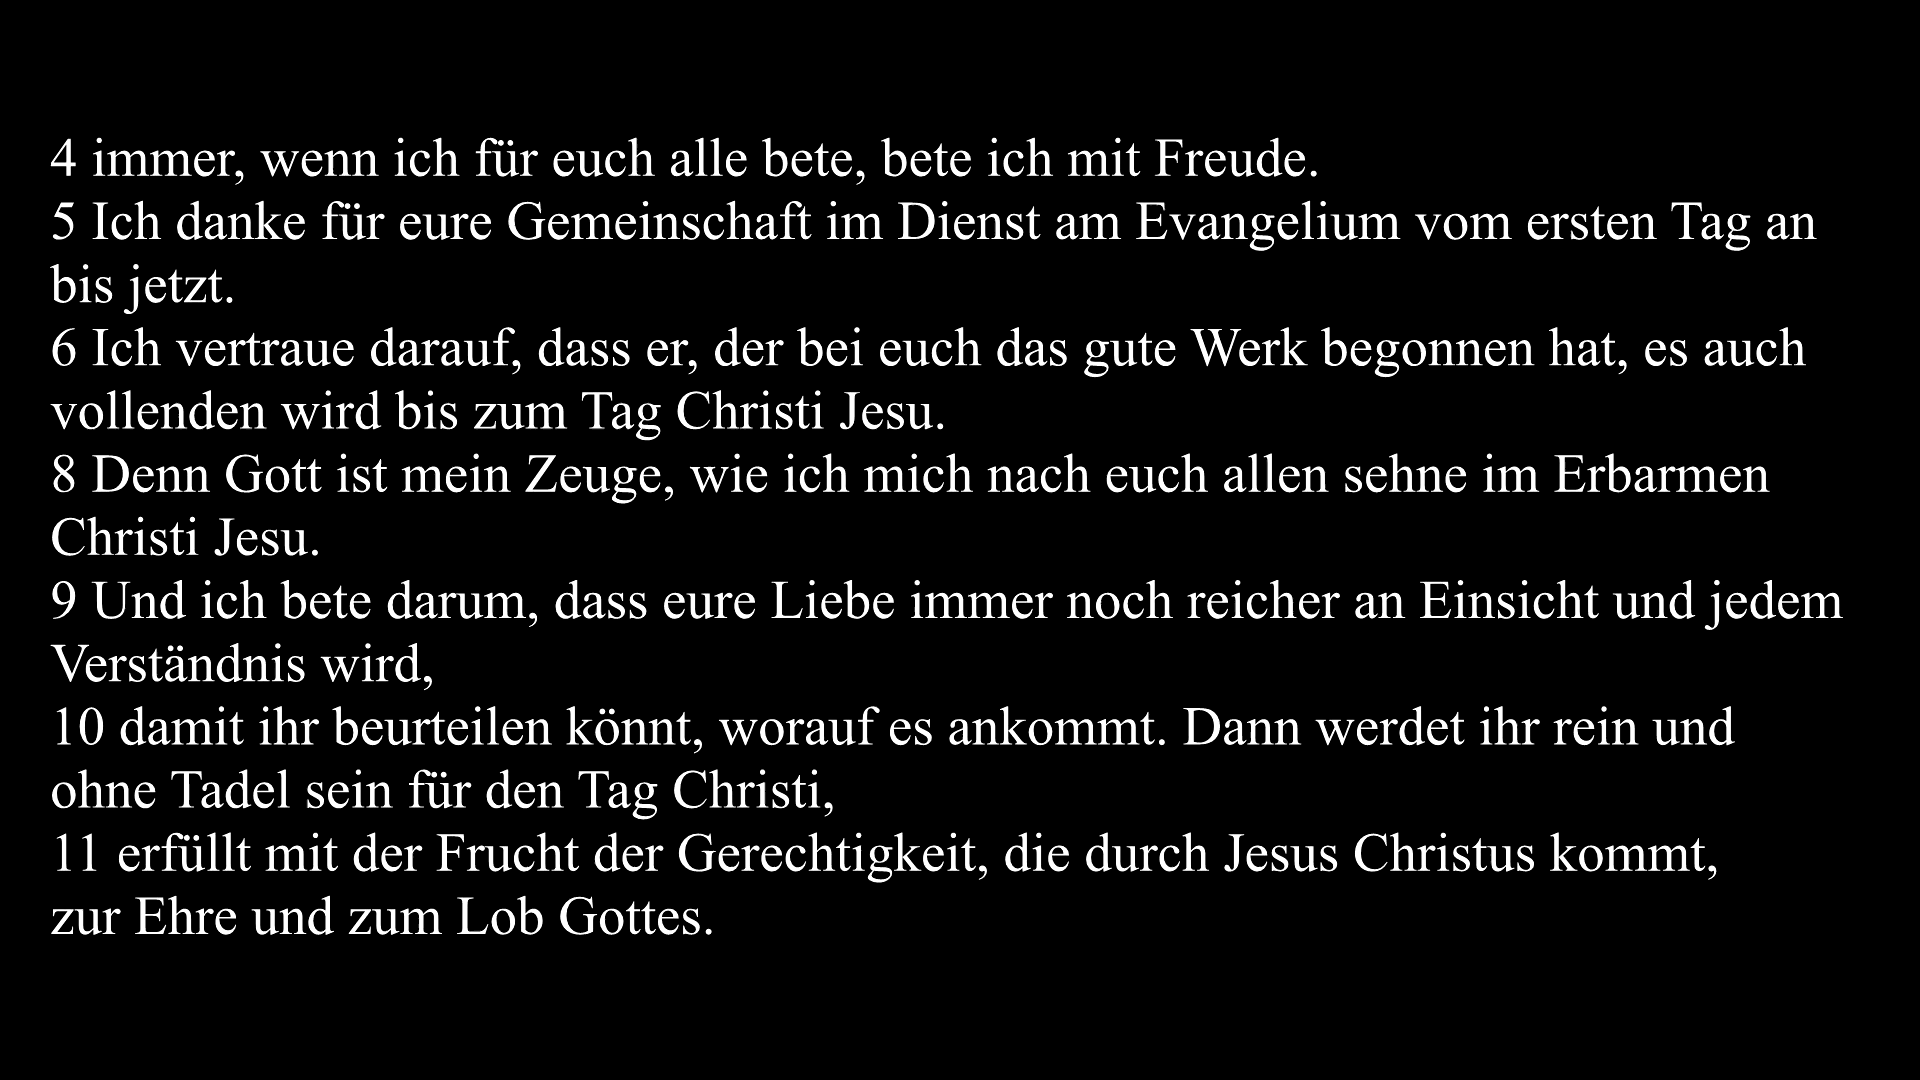 4 immer, wenn ich für euch alle bete, bete ich mit Freude.
5 Ich danke für eure Gemeinschaft im Dienst am Evangelium vom ersten Tag an
bis jetzt.
6 Ich vertraue darauf, dass er, der bei euch das gute Werk begonnen hat, es auch
vollenden wird bis zum Tag Christi Jesu.
8 Denn Gott ist mein Zeuge, wie ich mich nach euch allen sehne im Erbarmen
Christi Jesu.
9 Und ich bete darum, dass eure Liebe immer noch reicher an Einsicht und jedem
Verständnis wird,
10 damit ihr beurteilen könnt, worauf es ankommt. Dann werdet ihr rein und
ohne Tadel sein für den Tag Christi,
11 erfüllt mit der Frucht der Gerechtigkeit, die durch Jesus Christus kommt,
zur Ehre und zum Lob Gottes.